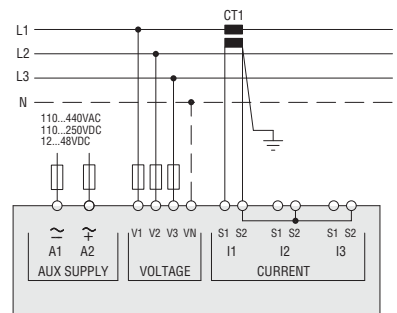 CT1
L1
L2
L3
N
110...440VAC
110...250VDC
12...48VDC
V1 V2 V3 VN S1 S2 S1 S2 S1 S2
A1 A2 I1 I2 I3
AUX SUPPLY VOLTAGE CURRENT